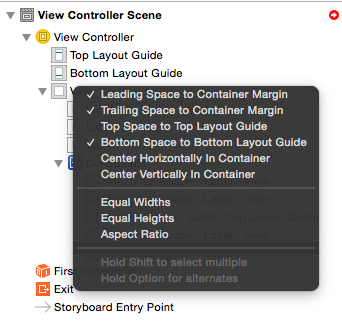 View Controller Scene
View Controller
Top Layout Guide
Bottom Layout Guide
✓ Leading Space to Container Margin
✓ Trailing Space to Container Margin
Top Space to Top Layout Guide
✓ Bottom Space to Bottom Layout Guide
Center Horizontally In Container
Center Vertically In Container
Equal Widths
Equal Heights
Aspect Ratio
Hold Shift to select multiple
Hold Option for alternates
Exit
Storyboard Entry Point